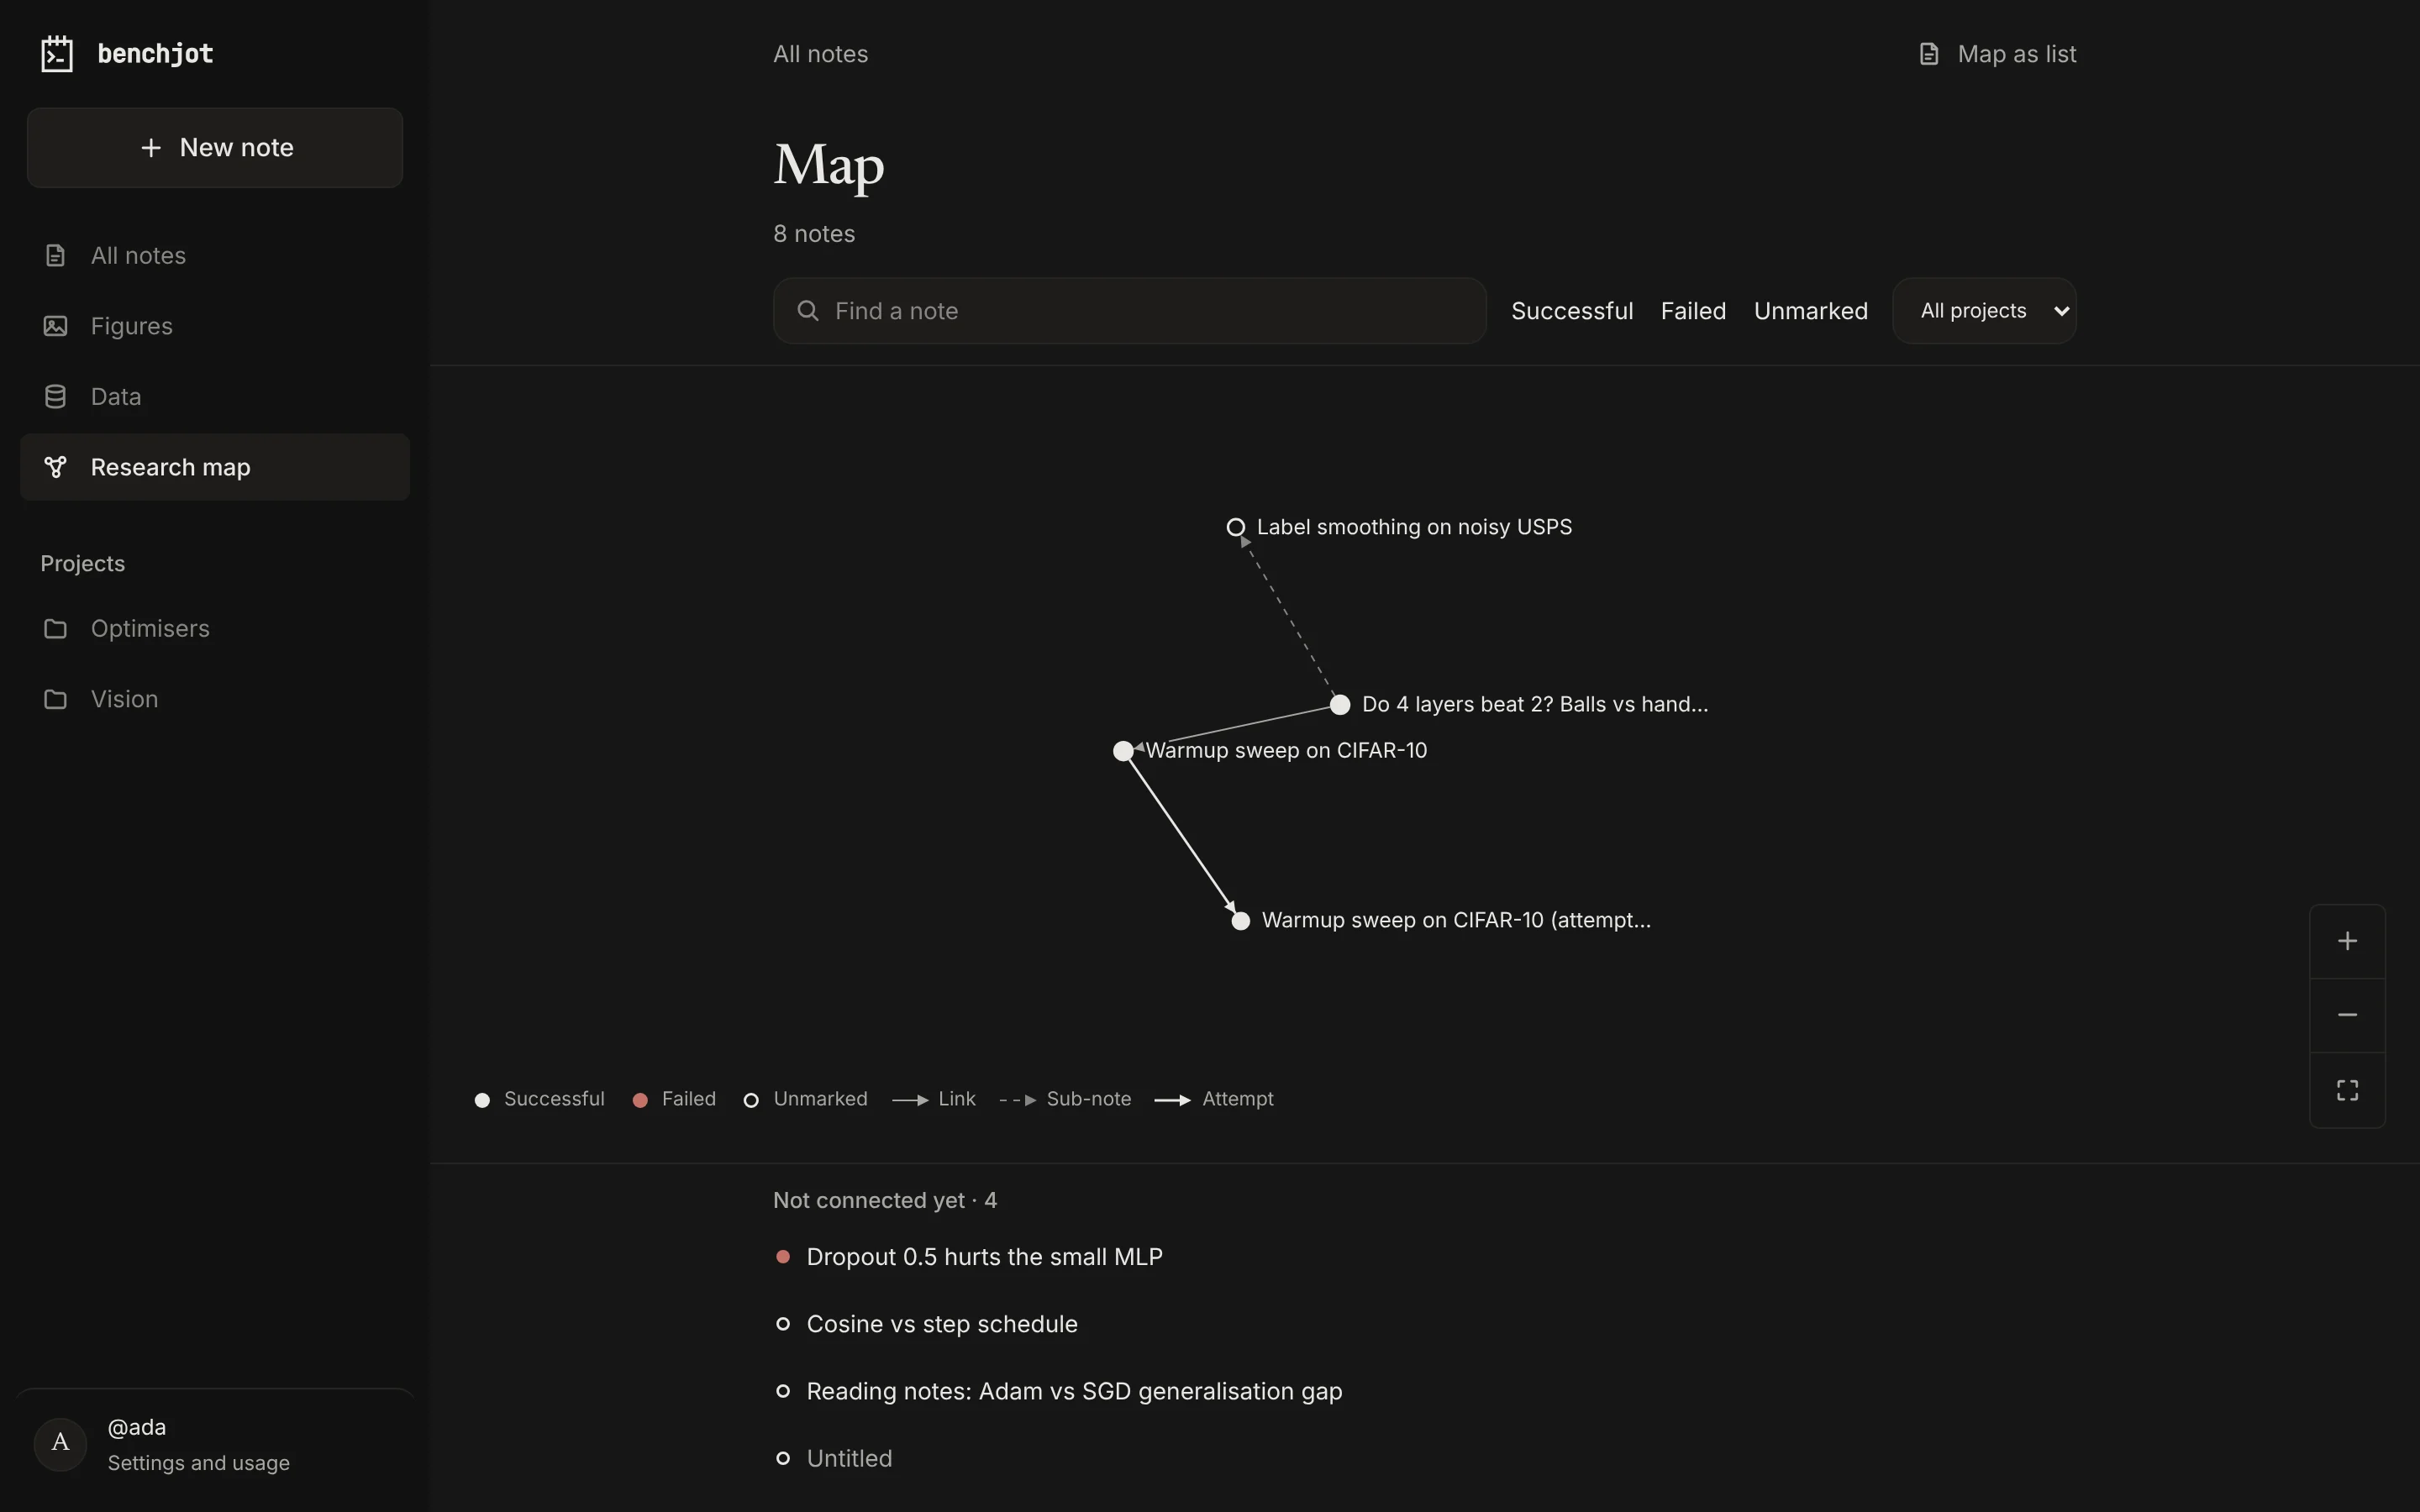 benchjot
New note
All notes
Figures
Data
Research map
Projects
Optimisers
Vision
A
@ada
Settings and usage
All notes
Map as list
Map
8 notes
Find a note
Successful Failed Unmarked All projects
Label smoothing on noisy USPS
Do 4 layers beat 2? Balls vs hand...
Warmup sweep on CIFAR-10
Warmup sweep on CIFAR-10 (attempt...
Successful Failed Unmarked Link Sub-note Attempt
Not connected yet · 4
Dropout 0.5 hurts the small MLP
Cosine vs step schedule
Reading notes: Adam vs SGD generalisation gap
Untitled